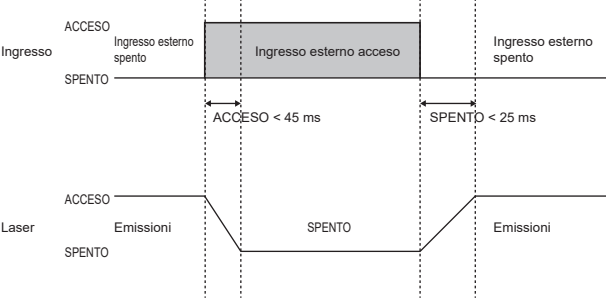 ACCESO
Ingresso
Ingresso esterno
spento
Ingresso esterno acceso
Ingresso esterno
spento
SPENTO
ACCESO < 45 ms
SPENTO < 25 ms
ACCESO
Laser
Emissioni
SPENTO
Emissioni
SPENTO